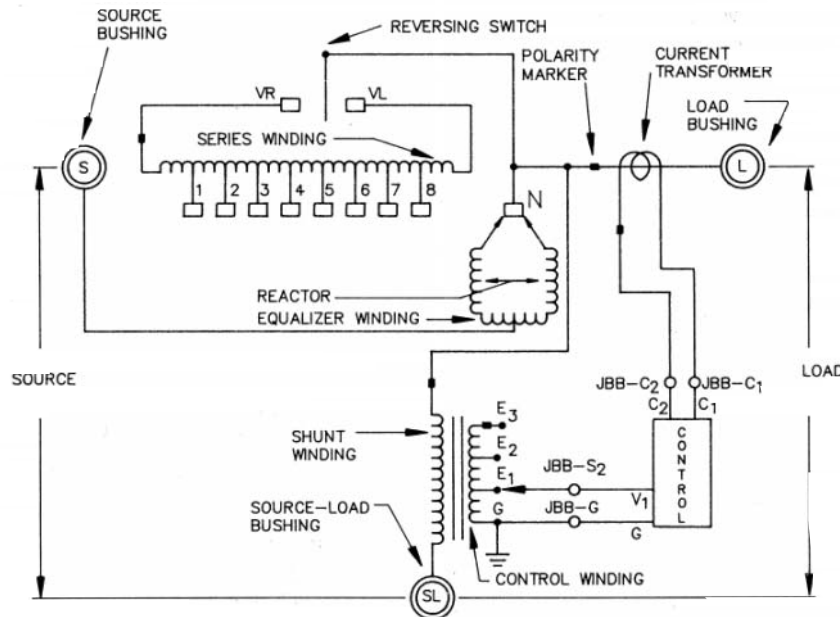 SOURCE
BUSHING
REVERSING SWITCH
POLARITY
MARKER
CURRENT
TRANSFORMER
LOAD
BUSHING
VR
VL
SERIES WINDING
S
L
1 2 3 4 5 6 7 8
N
REACTOR
EQUALIZER WINDING
SOURCE
LOAD
JBB-C2
JBB-C1
C2
C1
SHUNT
WINDING
E3
E2
E1
G
JBB-S2
JBB-G
V1
G
CONTROL
SOURCE-LOAD
BUSHING
CONTROL WINDING
SL